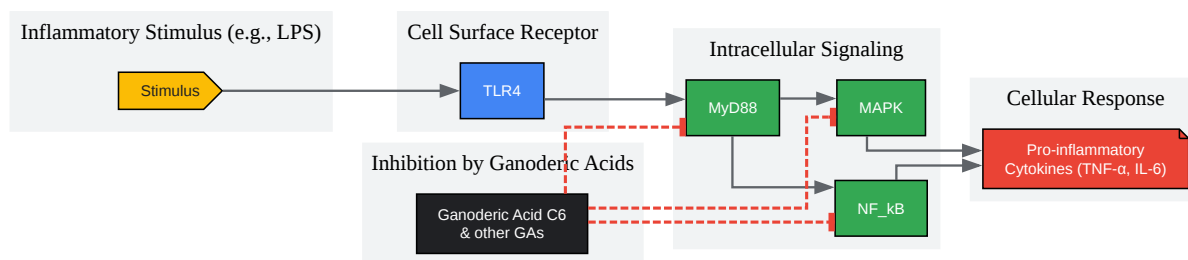 Inflammatory Stimulus (e.g., LPS)
Stimulus
Cell Surface Receptor
TLR4
Intracellular Signaling
MyD88
MAPK
NF_kB
Cellular Response
Pro-inflammatory
Cytokines (TNF-α, IL-6)
Inhibition by Ganoderic Acids
Ganoderic Acid C6
& other GAs